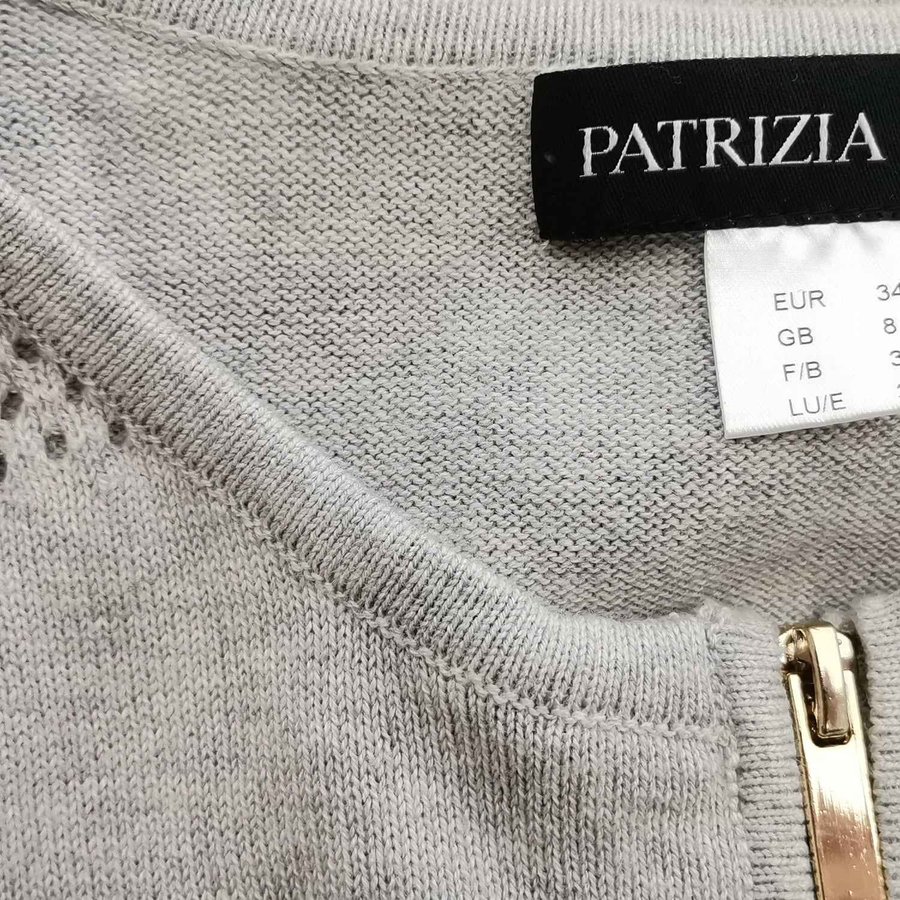 PATRIZIA
EUR 34
GB 8
F/B
LU/E